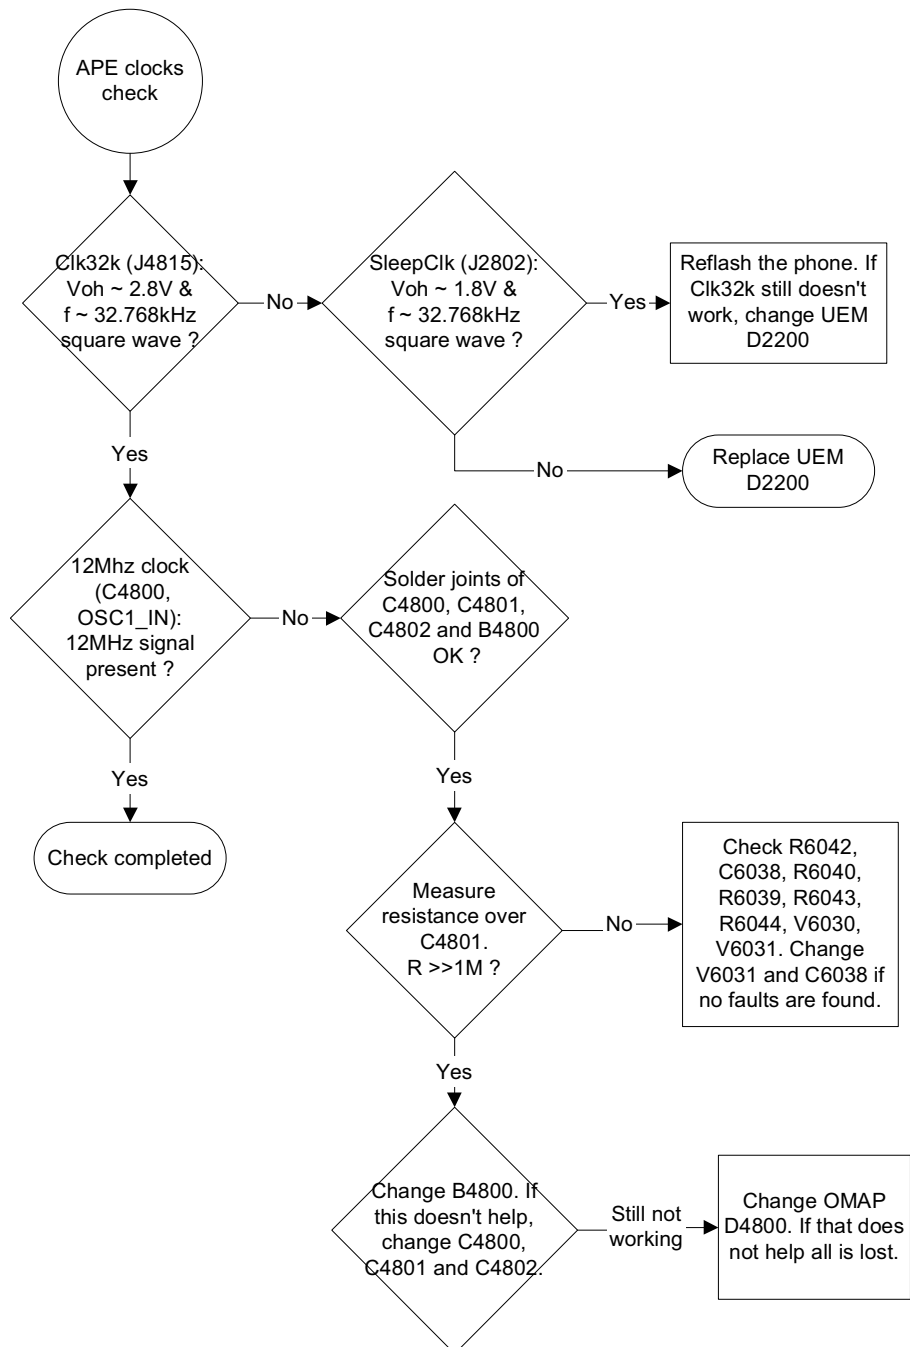 APE clocks
check
Clk32k (J4815):
Voh ~ 2.8V &
f ~ 32.768kHz
square wave ?
No
SleepClk (J2802):
Voh ~ 1.8V &
f ~ 32.768kHz
square wave ?
Yes
Reflash the phone. If
Clk32k still doesn't
work, change UEM
D2200
Yes
No
Replace UEM
D2200
12Mhz clock
(C4800,
OSC1_IN):
12MHz signal
present ?
No
Solder joints of
C4800, C4801,
C4802 and B4800
OK ?
Yes
Yes
Check completed
Measure
resistance over
C4801.
R >>1M ?
No
Check R6042,
C6038, R6040,
R6039, R6043,
R6044, V6030,
V6031. Change
V6031 and C6038 if
no faults are found.
Yes
Change B4800. If
this doesn't help,
change C4800,
C4801 and C4802.
Still not
working
Change OMAP
D4800. If that does
not help all is lost.